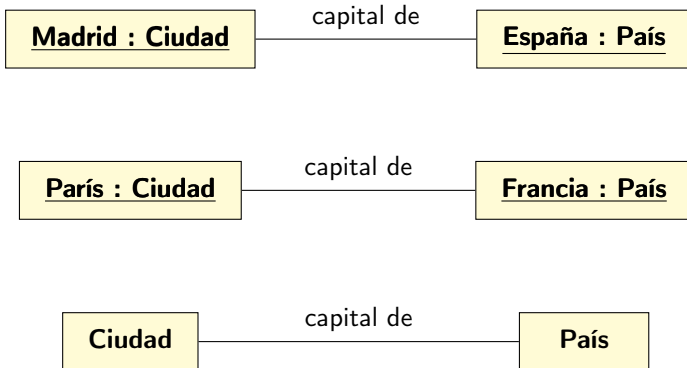 capital de
Madrid : Ciudad España : País
capital de
París : Ciudad Francia : País
capital de
Ciudad País